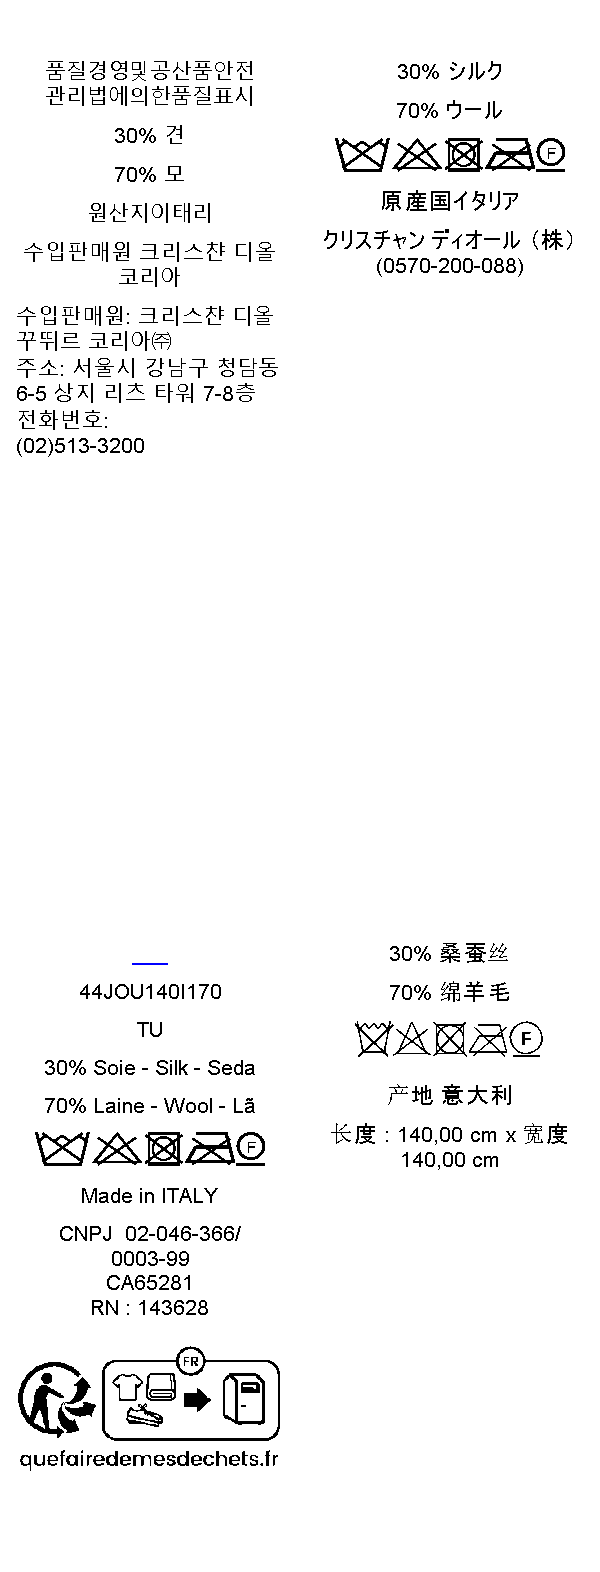 품질경영및공산품안전
관리법에의한품질표시
30% 견
70% 모
원산지이태리
수입판매원 크리스챤 디올
코리아
수입판매원: 크리스챤 디올
꾸뛰르 코리아㈜
주소: 서울시 강남구 청담동
6-5 상지 리츠 타워 7-8층
전화번호:
(02)513-3200
30% シルク
70% ウール
F
原産国イタリア
クリスチャン ディオール（株）
(0570-200-088)
44JOU140I170
TU
30% Soie - Silk - Seda
70% Laine - Wool - Lã
F
Made in ITALY
CNPJ  02-046-366/
0003-99
CA65281
RN : 143628
FR
quefairedemesdechets.fr
30% 桑蚕丝
70% 绵羊毛
F
产地 意大利
长度 : 140,00 cm x 宽度
140,00 cm